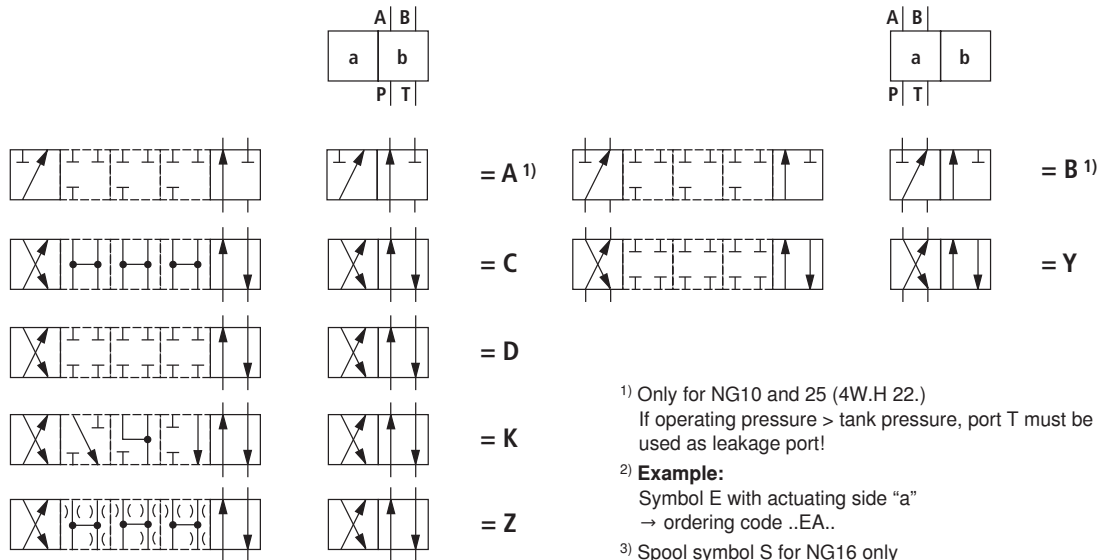 A B
a b
P T
A B
a b
P T
= A 1)
= B 1)
= C
= Y
= D
= K
= Z
1) Only for NG10 and 25 (4W.H 22.)
If operating pressure > tank pressure, port T must be
used as leakage port!
2) Example:
Symbol E with actuating side “a”
→ ordering code ..EA..
3) Spool symbol S for NG16 only